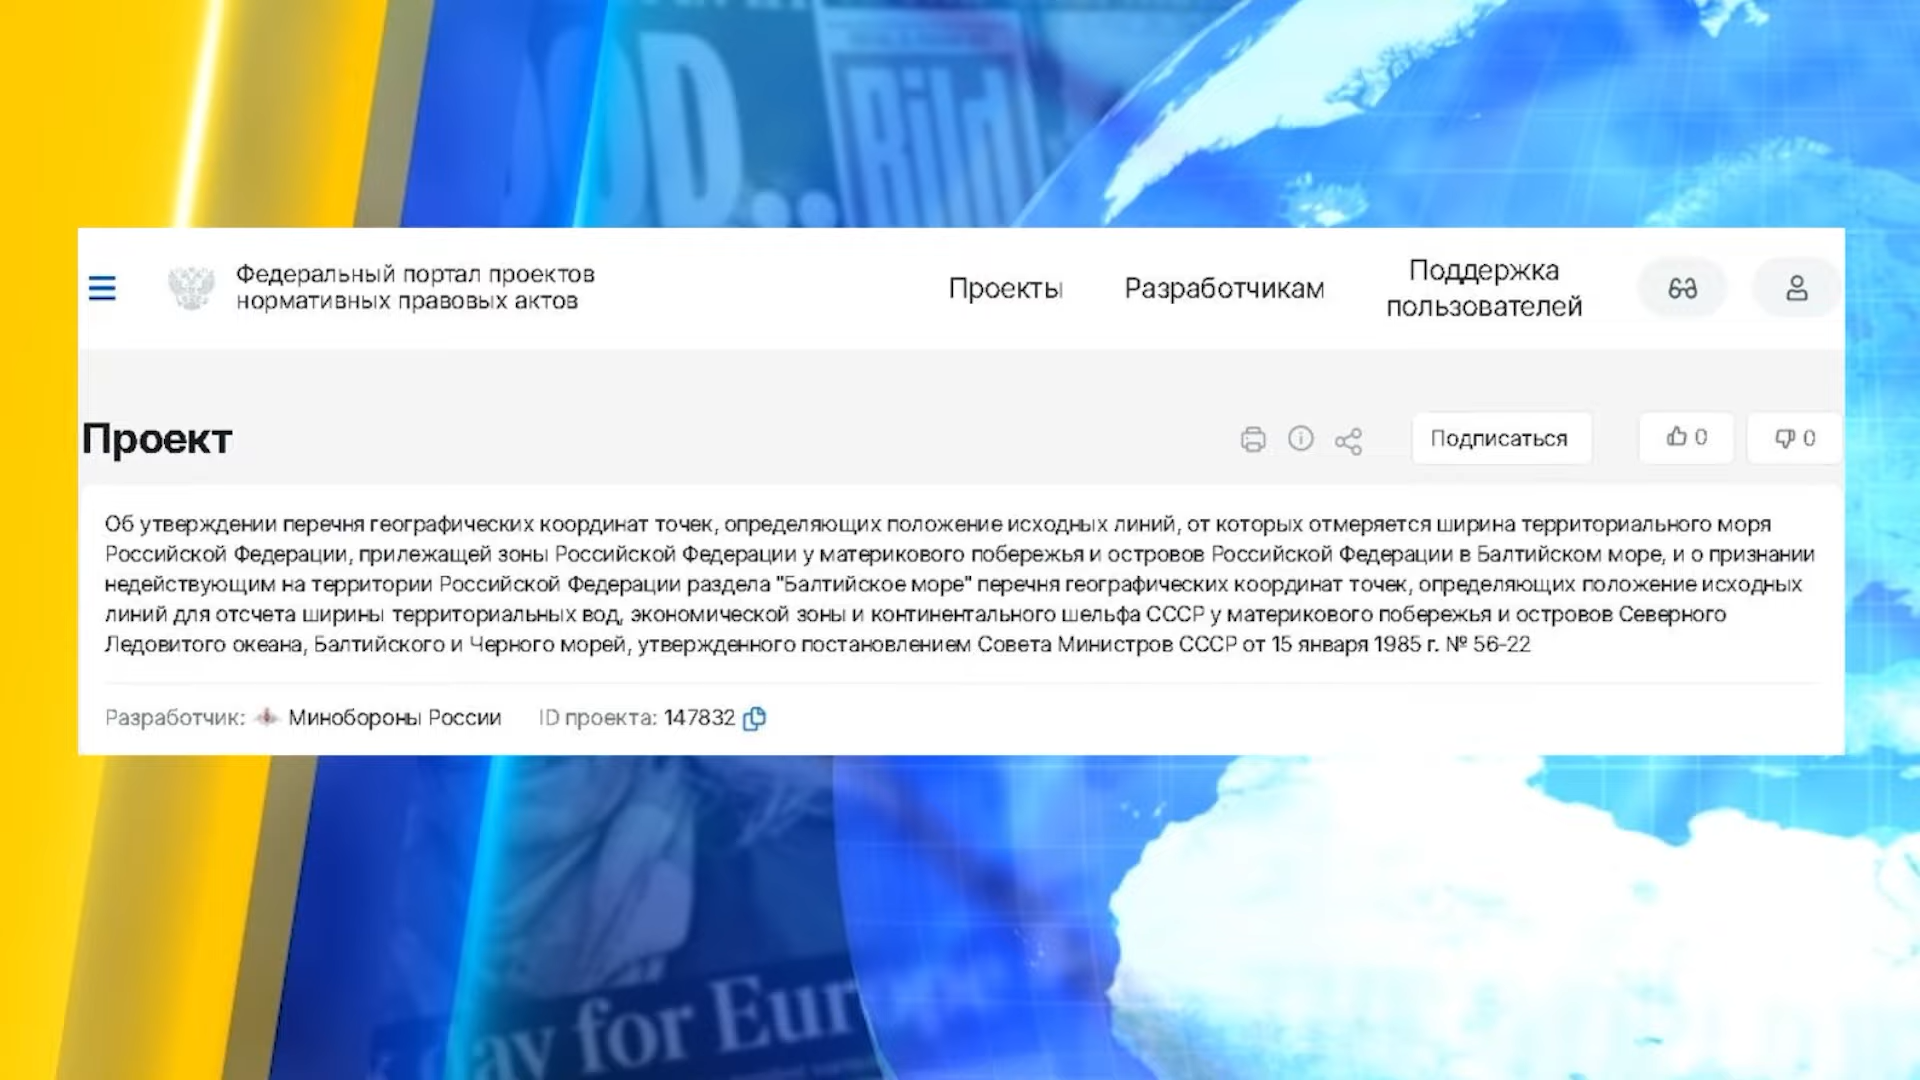 Bild
Федеральный портал проектов
нормативных правовых актов
Проекты
Разработчикам
Поддержка
пользователей
Проект
Подписаться
0
0
Об утверждении перечня географических координат точек, определяющих положение исходных линий, от которых отмеряется ширина территориального моря
Российской Федерации, прилежащей зоны Российской Федерации у материкового побережья и островов Российской Федерации в Балтийском море, и о признании
недействующим на территории Российской Федерации раздела "Балтийское море" перечня географических координат точек, определяющих положение исходных
линий для отсчета ширины территориальных вод, экономической зоны и континентального шельфа СССР у материкового побережья и островов Северного
Ледовитого океана, Балтийского и Черного морей, утвержденного постановлением Совета Министров СССР от 15 января 1985 г. № 56-22
Разработчик: Минобороны России ID проекта: 147832
for Eur